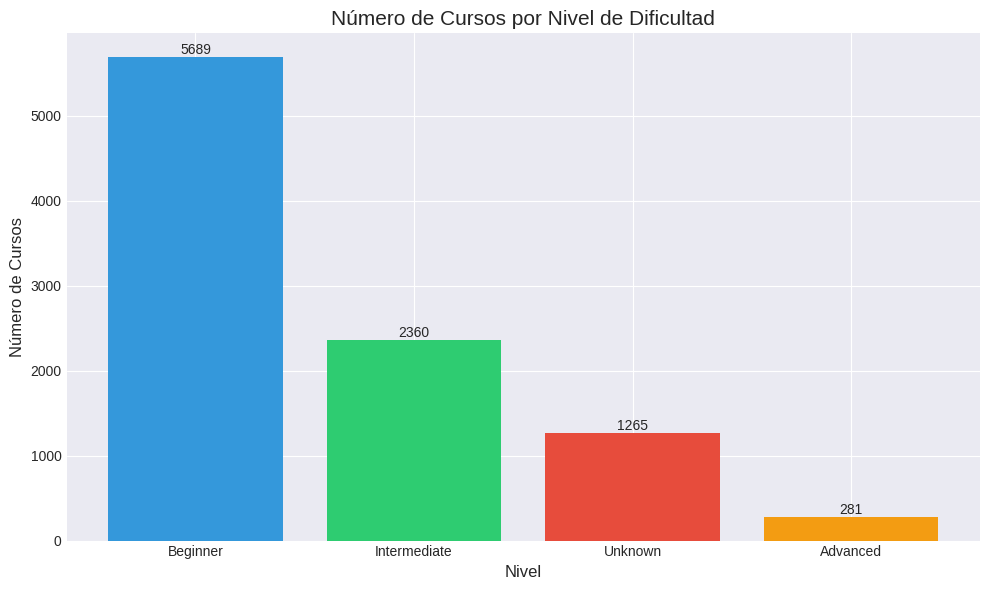 Número de Cursos por Nivel de Dificultad
5689
2360
1265
281
5000
4000
3000
2000
1000
0
Número de Cursos
Beginner Intermediate Unknown Advanced
Nivel